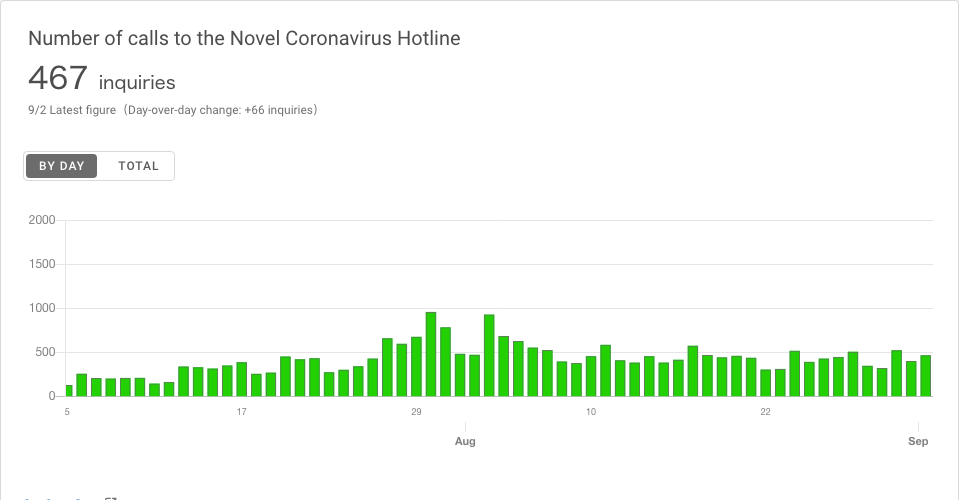 Number of calls to the Novel Coronavirus Hotline
467 inquiries
9/2 Latest figure（Day-over-day change: +66 inquiries）
BY DAY TOTAL
2000
1500
1000
500
0
5 17 29 10 22
Aug Sep